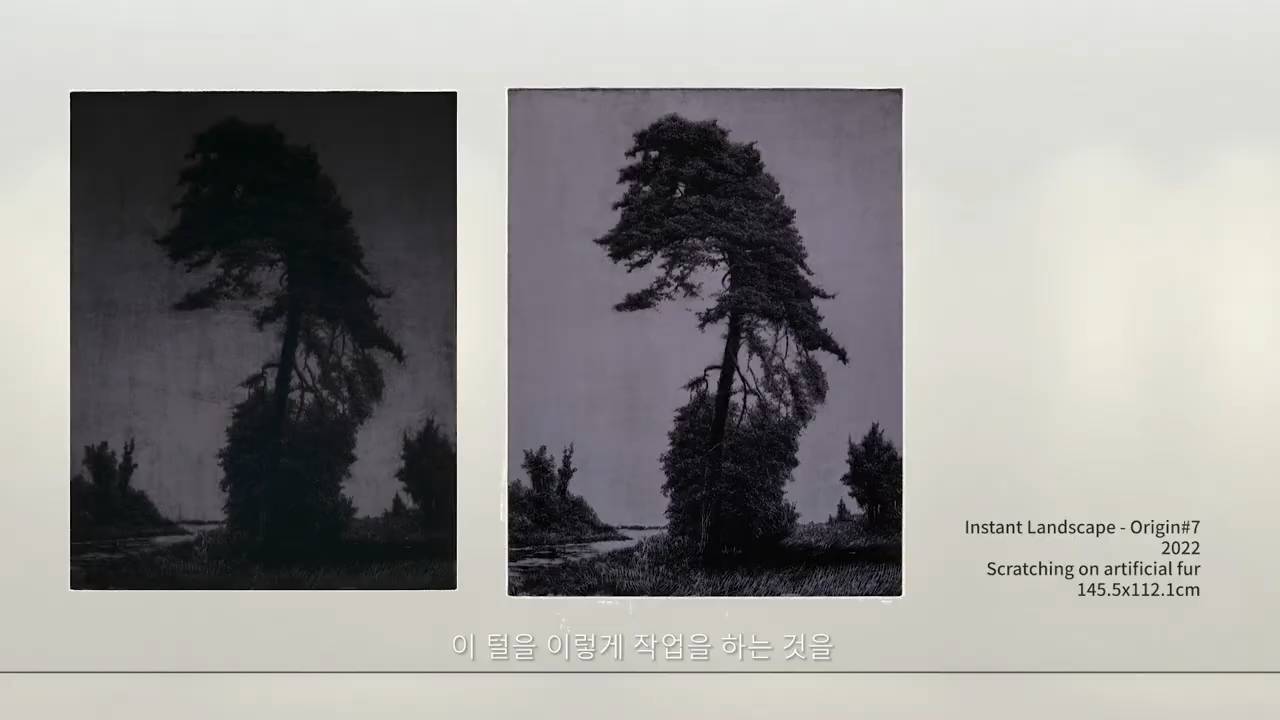 Instant Landscape - Origin#7
2022
Scratching on artificial fur
145.5x112.1cm
이 털을 이렇게 작업을 하는 것을